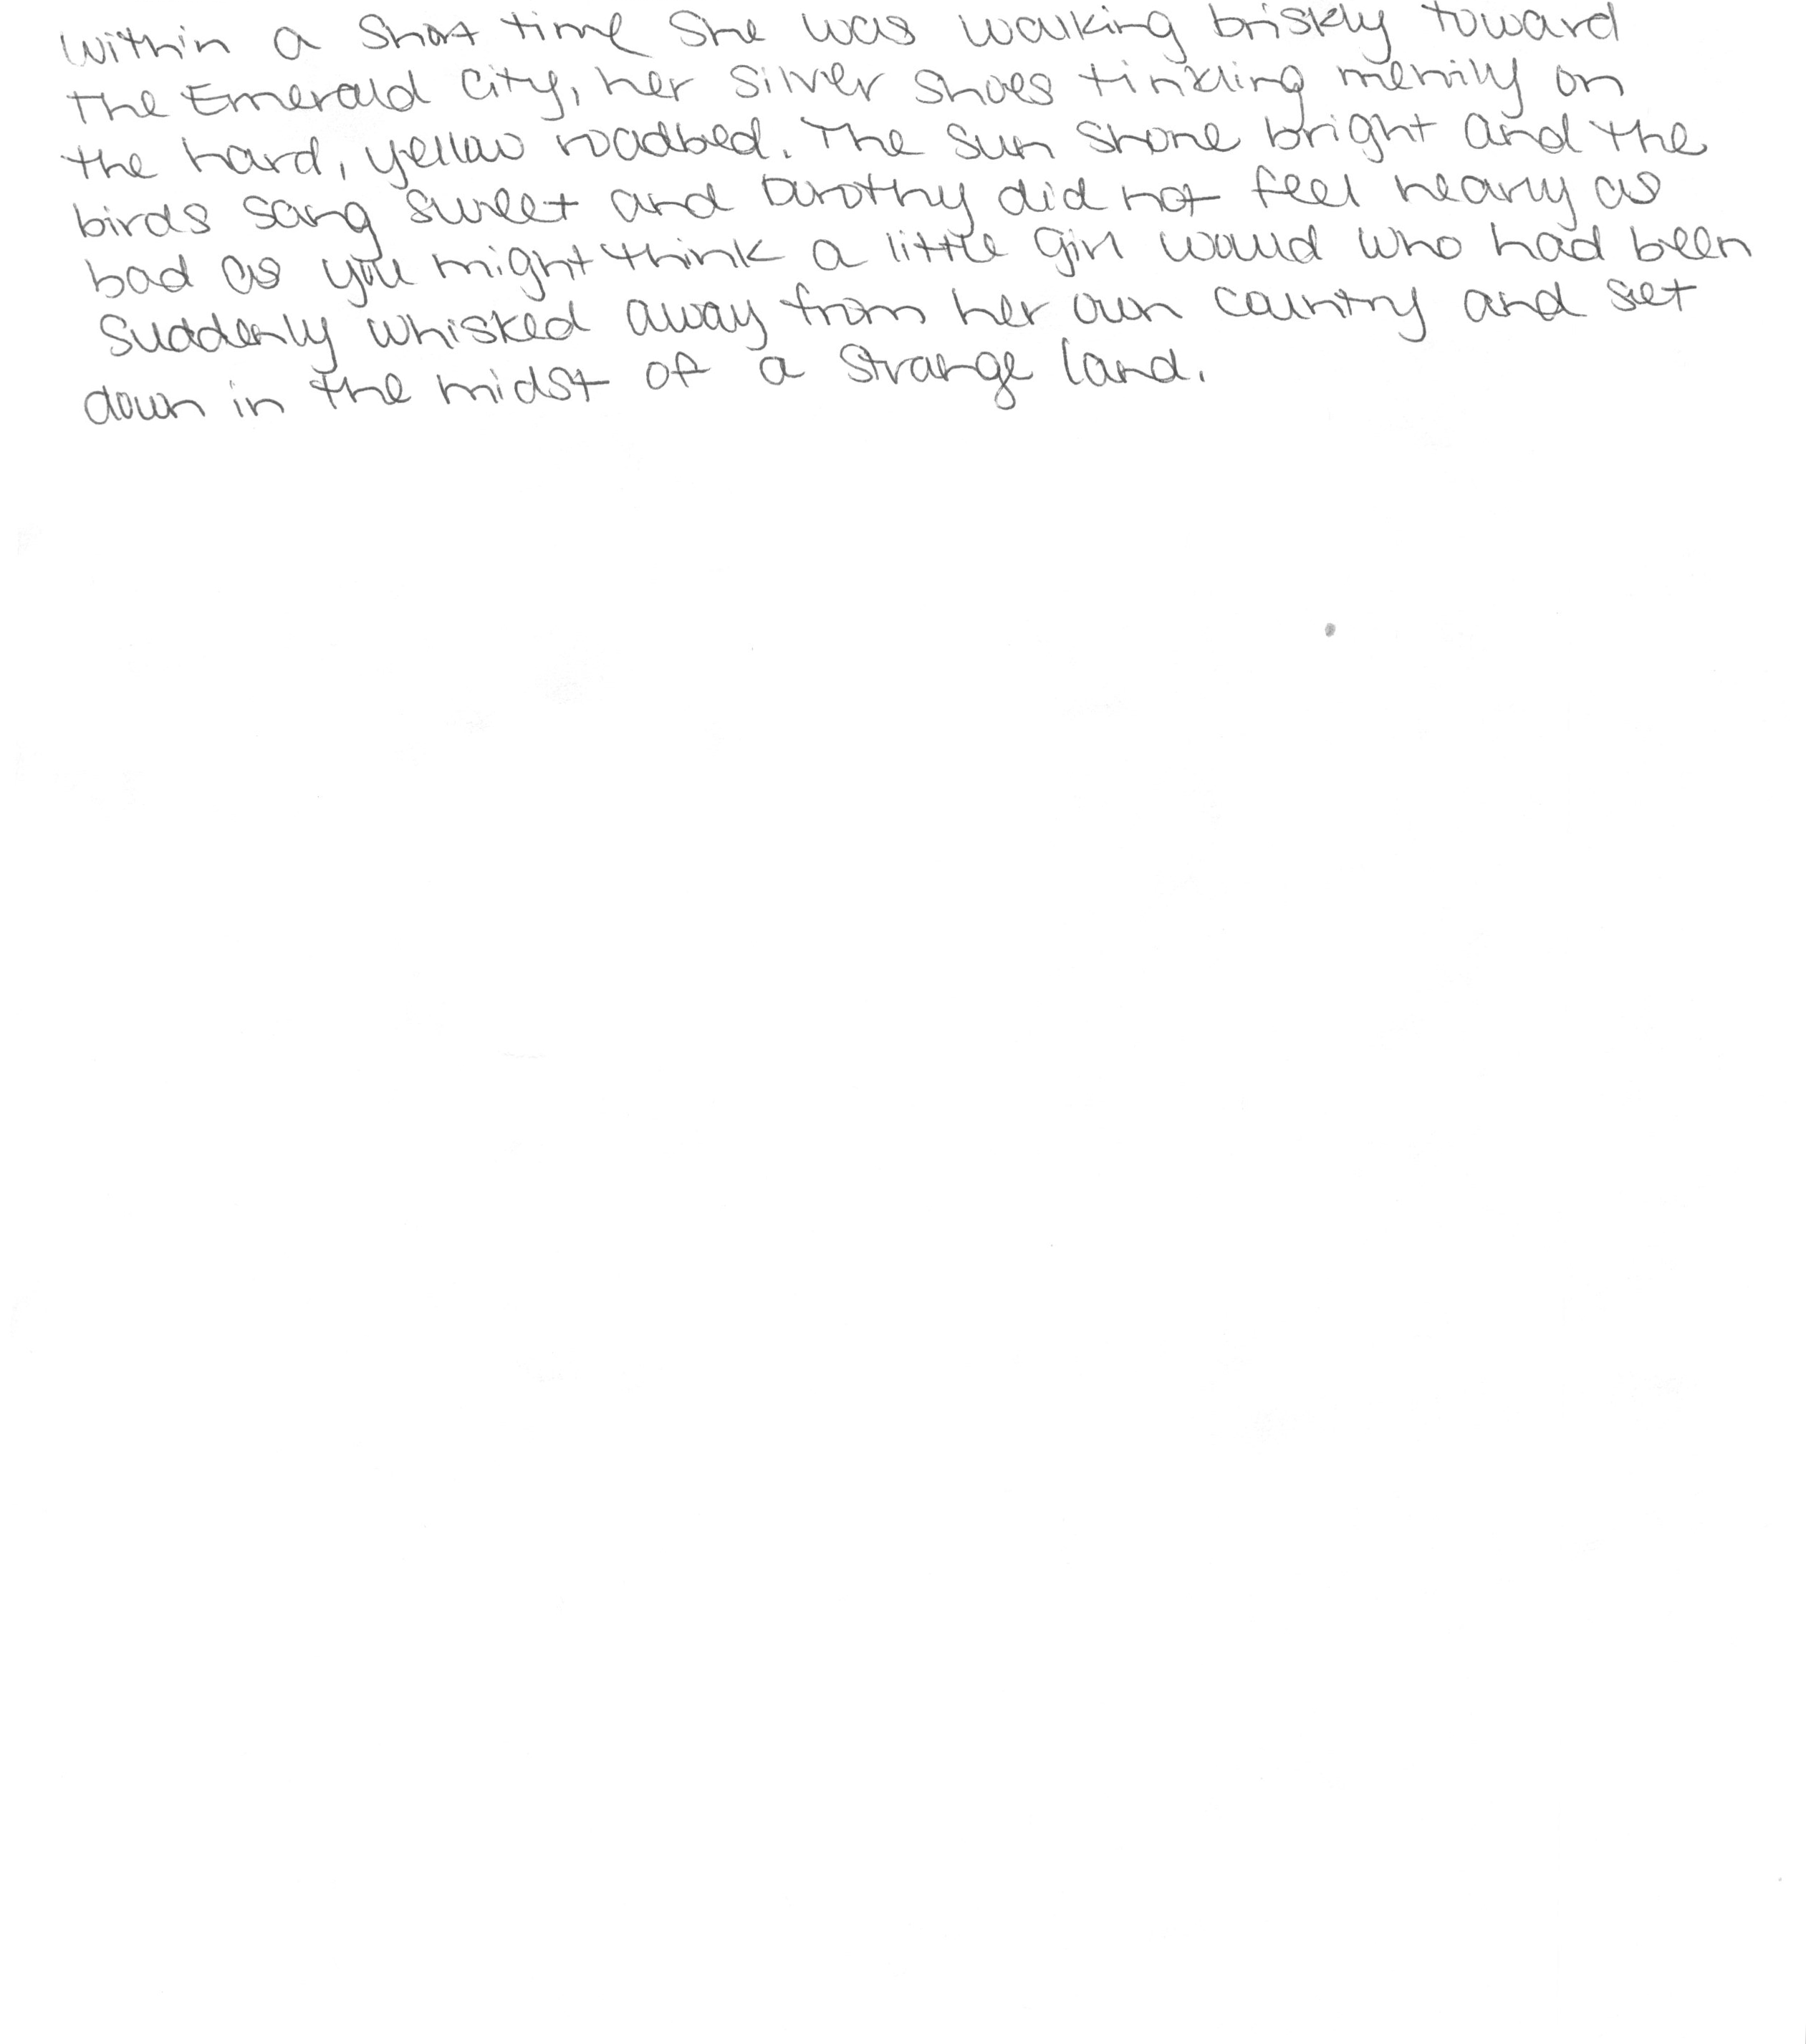 within a short time she was walking briskly toward
the Emerald City, her Silver Shoes tinkling merrily on
the hard, yellow roadbed. The sun shone bright and the
birds sang sweet and Dorothy did not feel nearly as
bad as you might think a little girl would who had been
suddenly whisked away from her own country and set
down in the midst of a strange land.